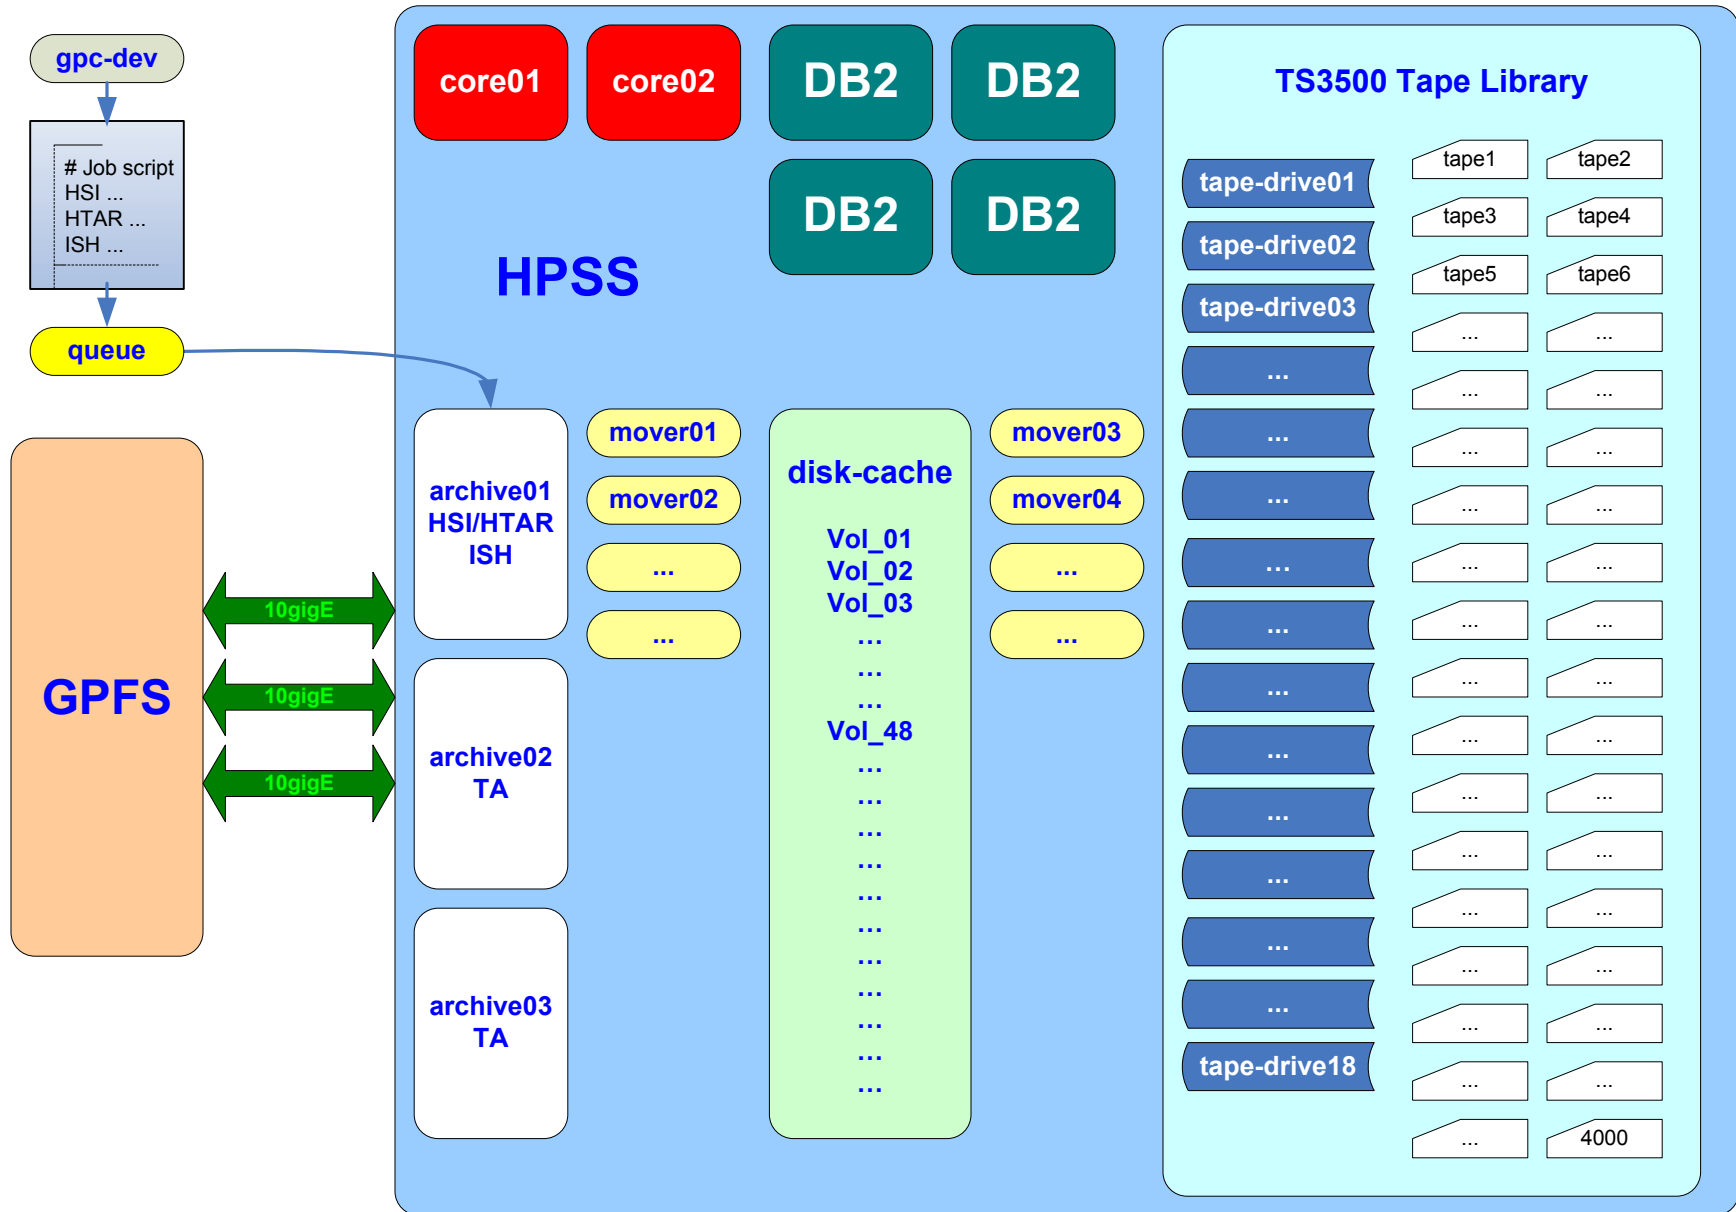 gpc-dev
# Job script
HSI ...
HTAR ...
ISH ...
queue
GPFS
10gigE
10gigE
10gigE
HPSS
core01
core02
DB2
DB2
DB2
DB2
archive01
HSI/HTAR
ISH
archive02
TA
archive03
TA
mover01
mover02
...
...
disk-cache
Vol_01
Vol_02
Vol_03
...
...
...
Vol_48
...
...
...
...
...
...
...
...
...
...
...
mover03
mover04
...
...
TS3500 Tape Library
tape-drive01
tape-drive02
tape-drive03
...
...
...
...
...
...
...
...
...
...
...
tape-drive18
tape1 tape2
tape3 tape4
tape5 tape6
... ...
... ...
... ...
... ...
... ...
... ...
... ...
... ...
... ...
... ...
... ...
... ...
... ...
... ...
... 4000